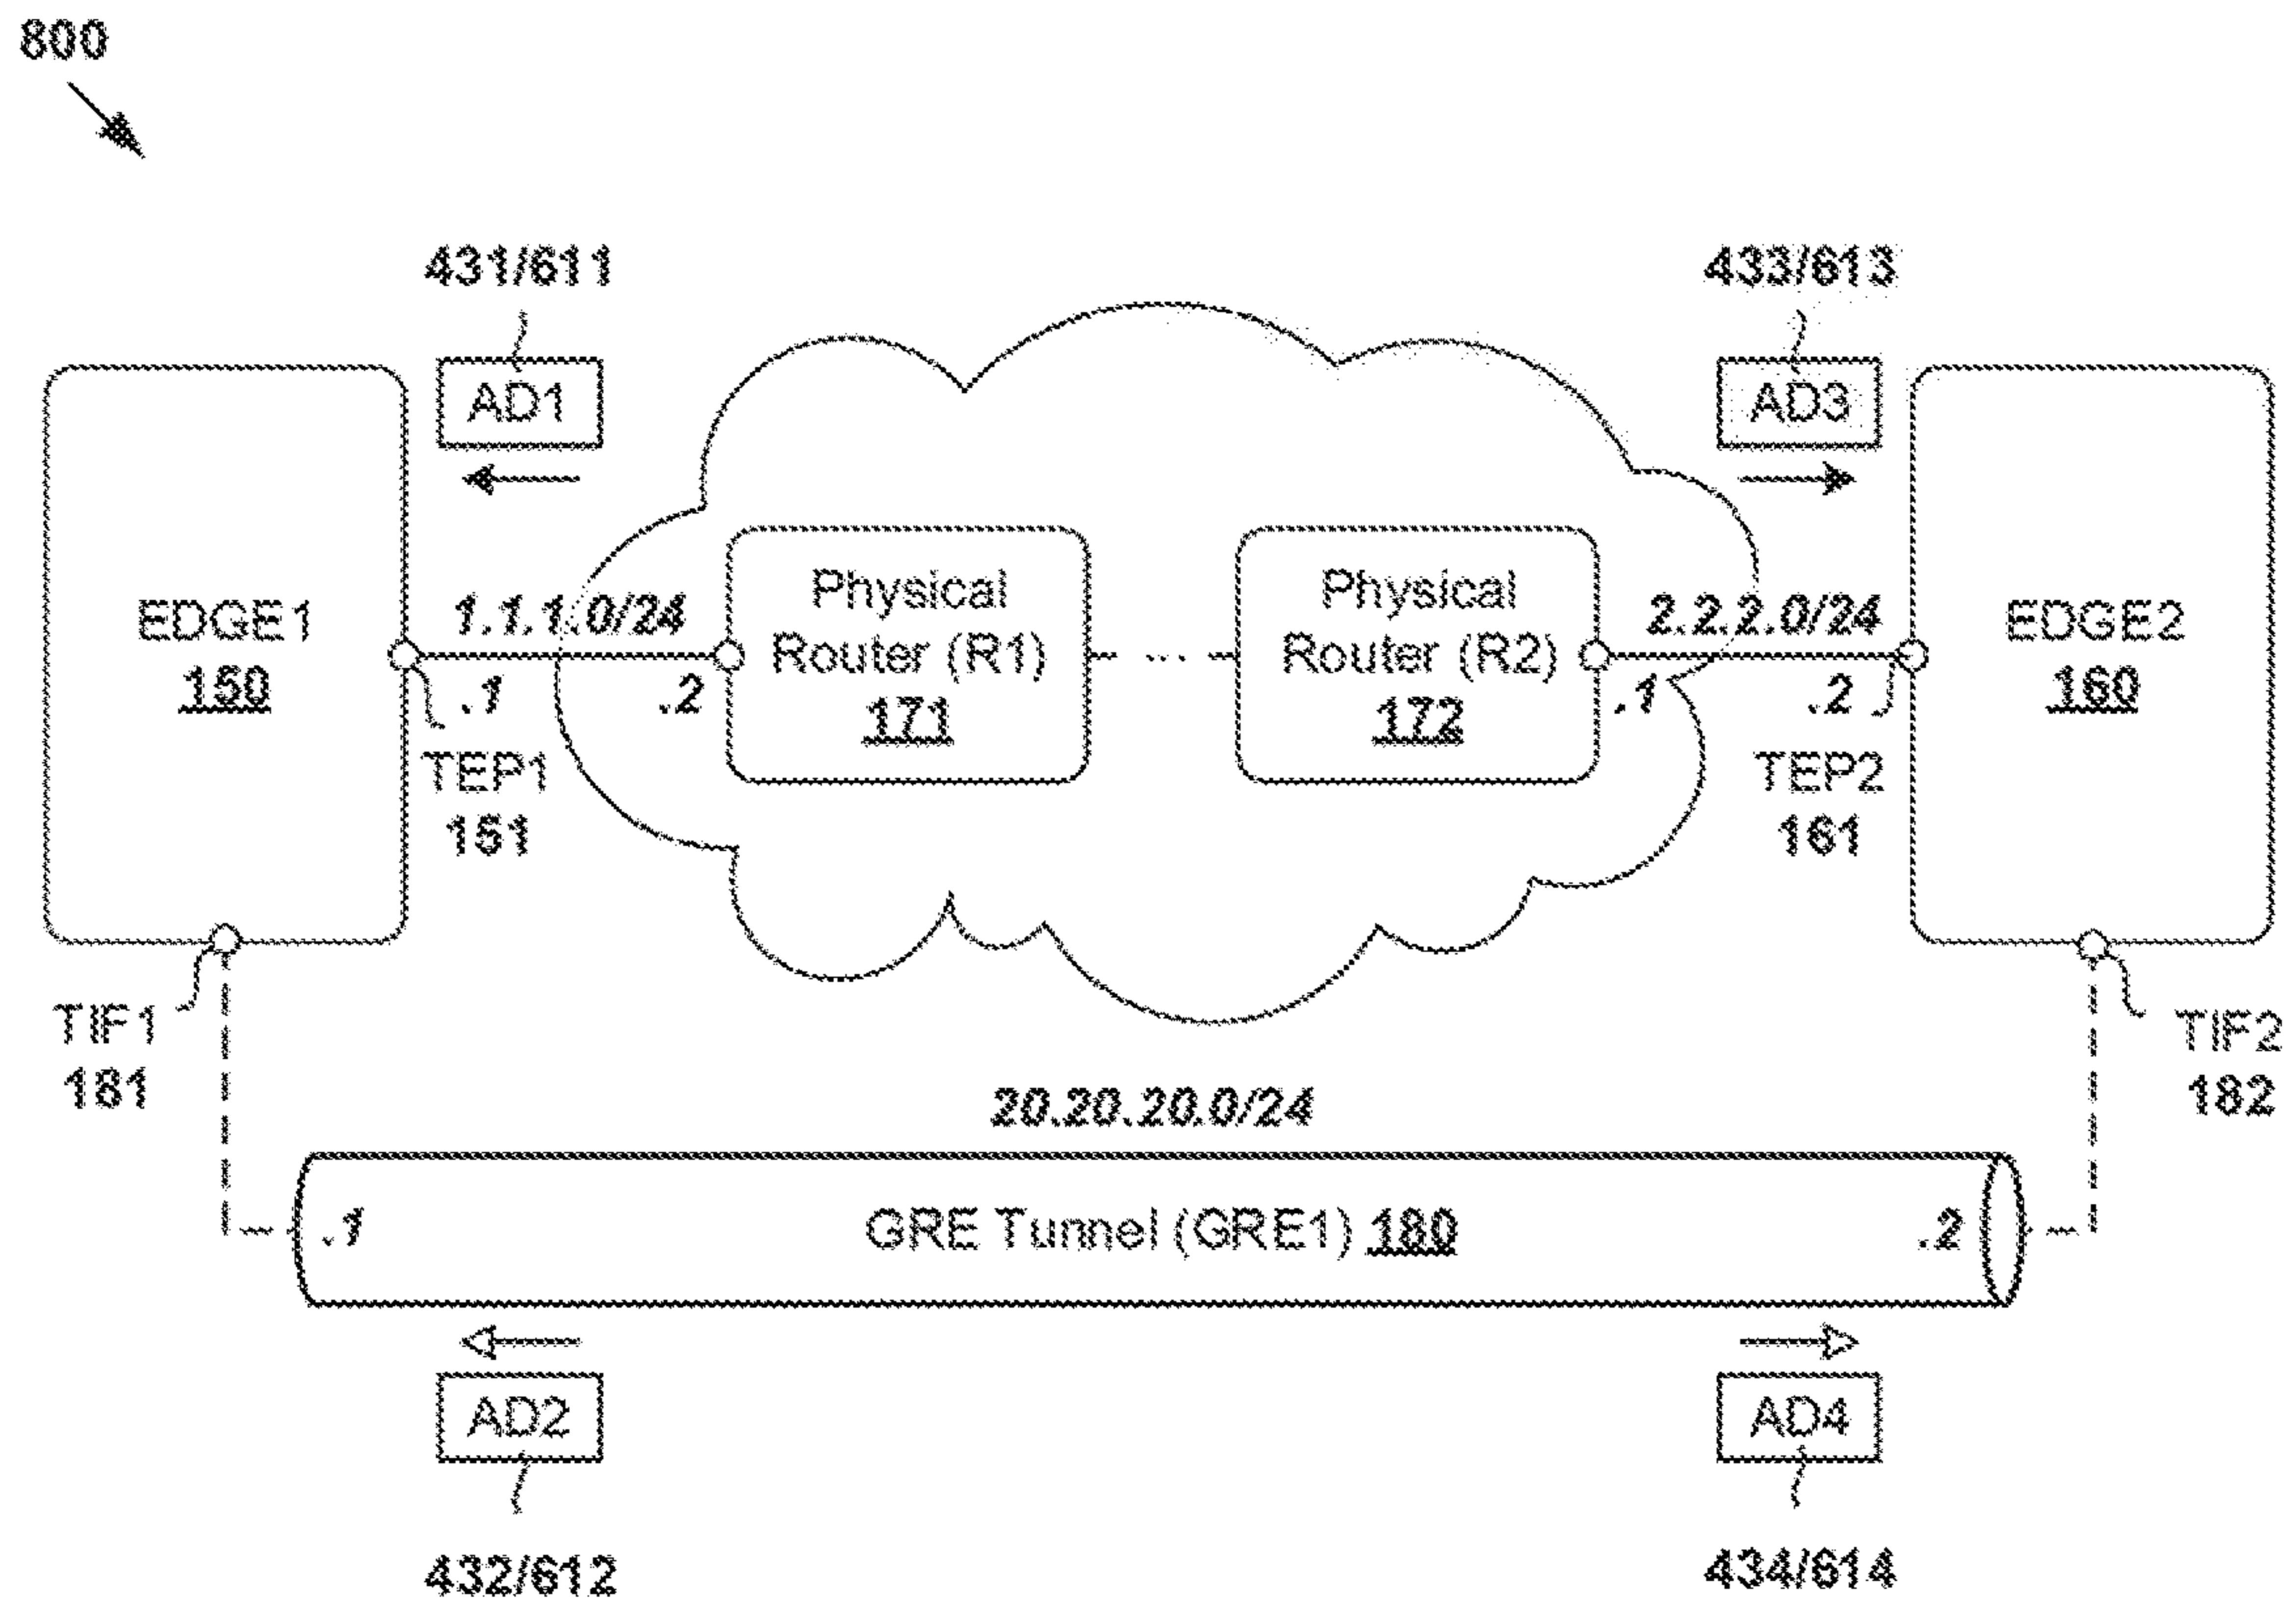 800
431/611
433/613
AD1
AD3
EDGE1
150
1.1.1.0/24
.1
.2
TEP1
151
Physical
Router (R1)
171
...
Physical
Router (R2)
172
2.2.2.0/24
.1
.2
TEP2
161
EDGE2
160
TIF1
181
TIF2
182
20.20.20.0/24
.1
GRE Tunnel (GRE1) 180
.2
AD2
AD4
432/612
434/614